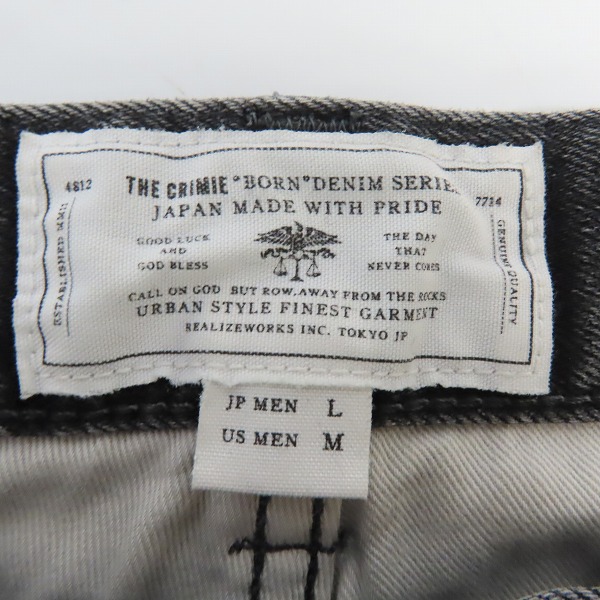 4812
THE CRIMIE "BORN" DENIM SERIE
7714
JAPAN MADE WITH PRIDE
ESTABLISHED MMII
GENUINE QUALITY
GOOD LUCK
AND
GOD BLESS
THE DAY
THAT
NEVER COMES
CALL ON GOD BUT ROW, AWAY FROM THE ROCKS
URBAN STYLE FINEST GARMENT
REALIZEWORKS INC. TOKYO JP
JP MEN L
US MEN M